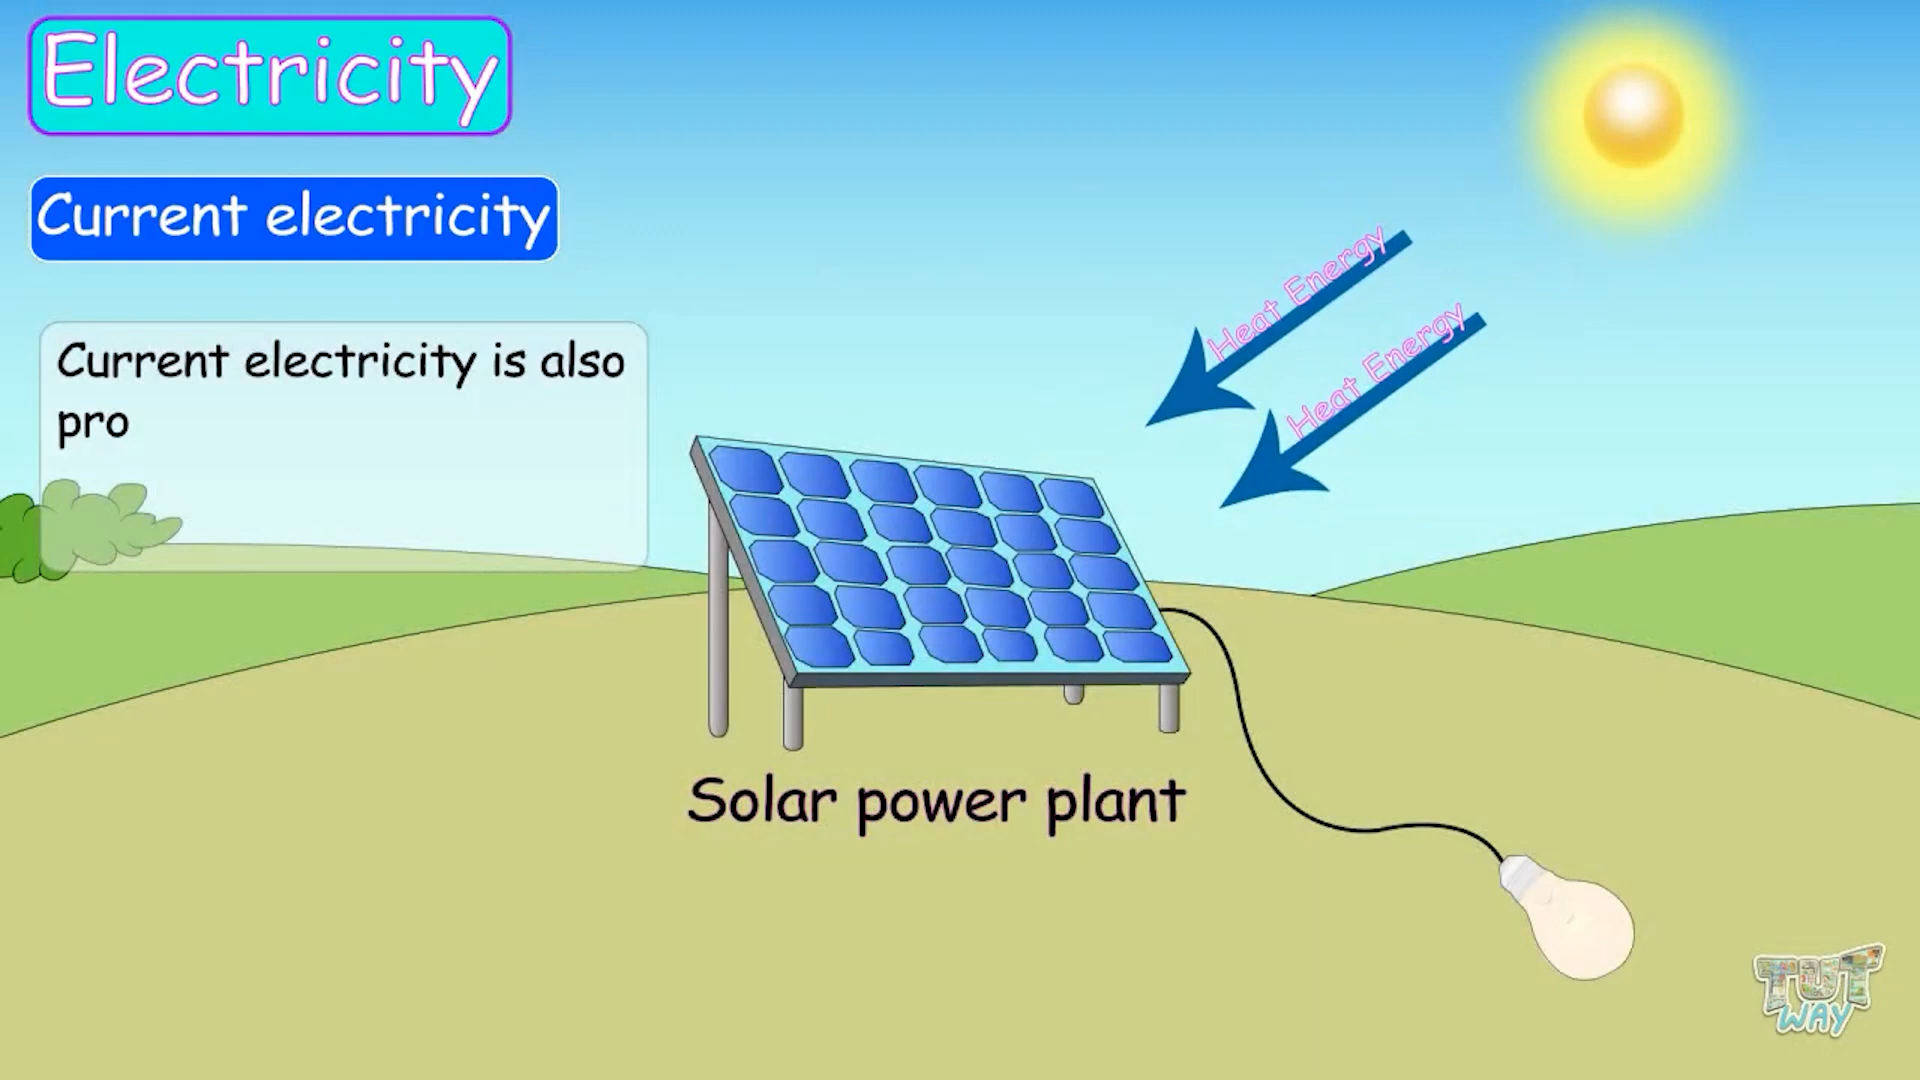 Electricity
Current electricity
Current electricity is also
pro
Heat Energy
Heat Energy
Solar power plant
TUT
WAY